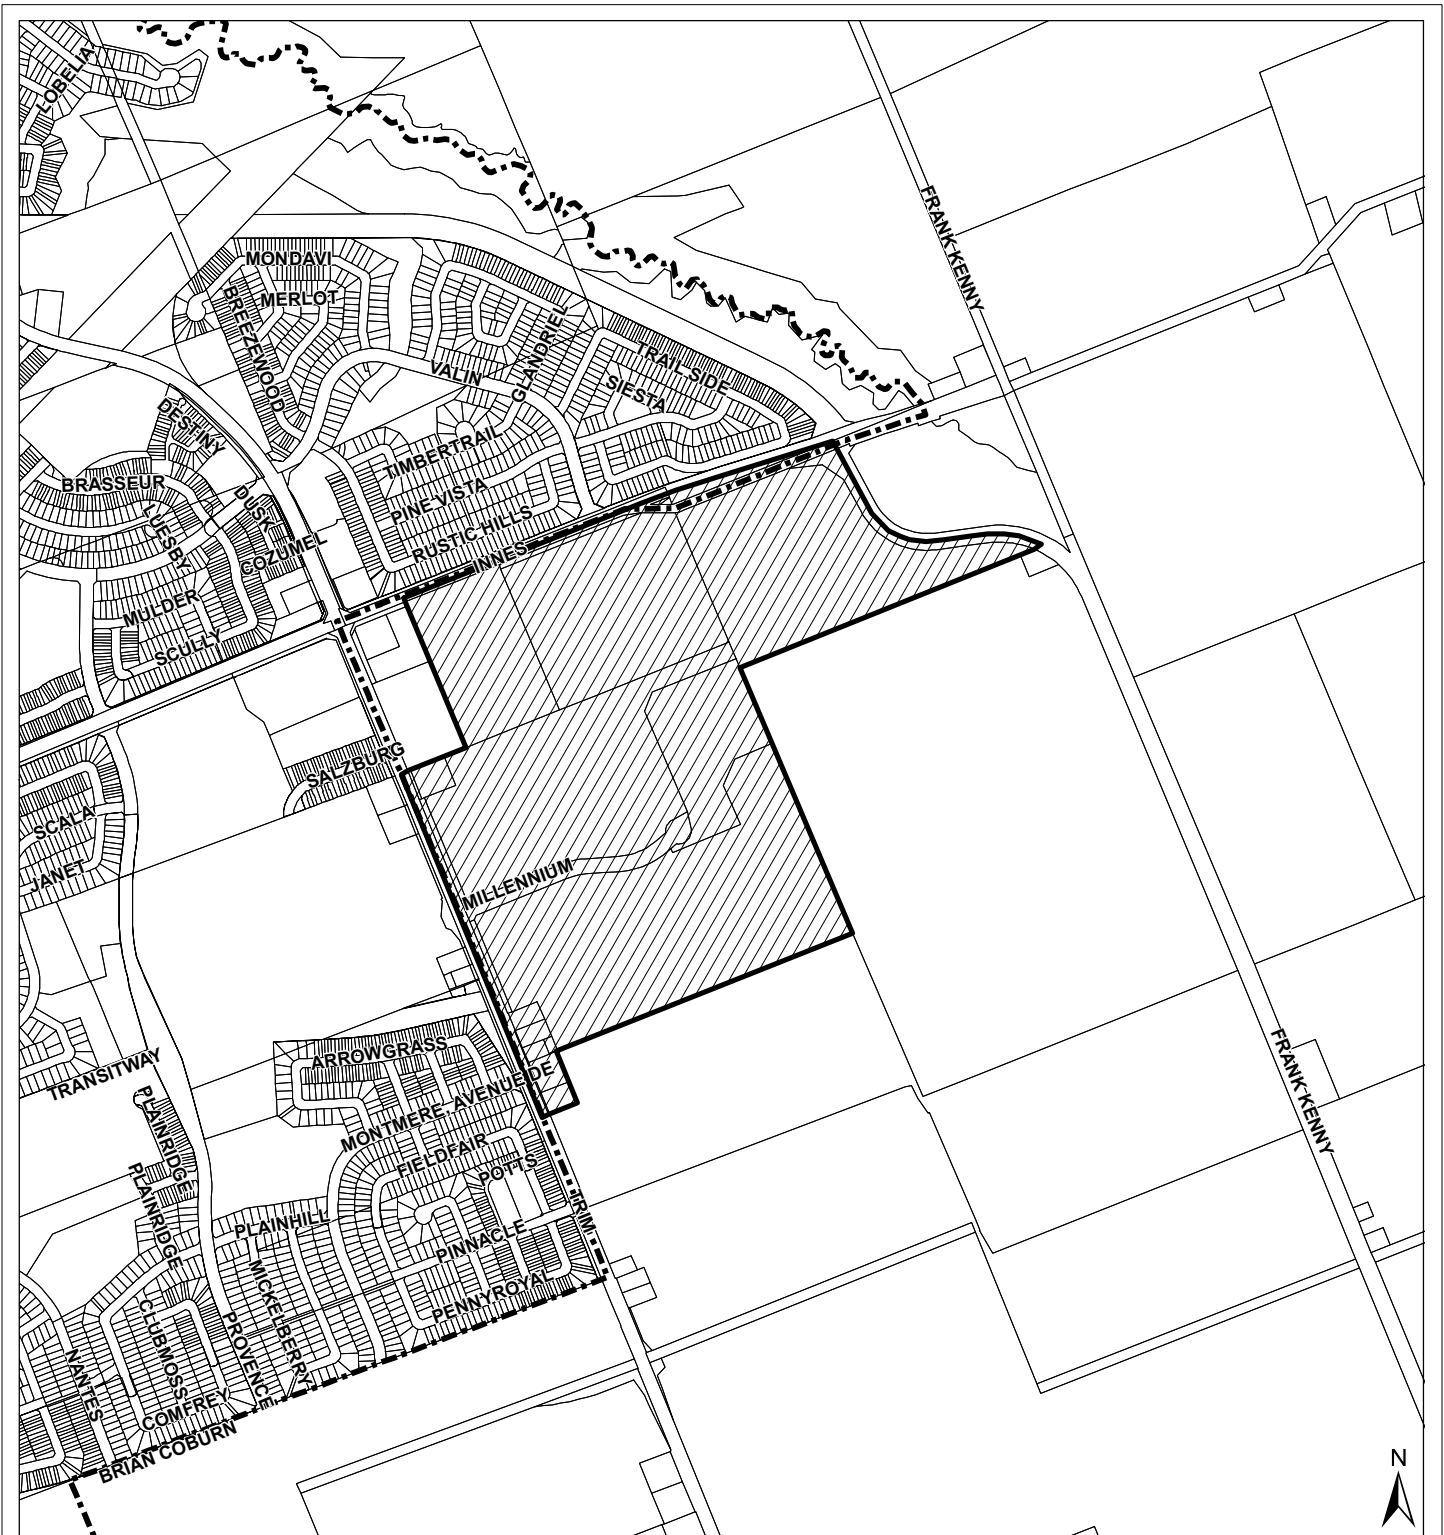 LOBELIA
FRANK KENNY
MONDAVI
MERLOT
BREEZEWOOD
VALIN
GLANDRIEL
TRAIL SIDE
SIESTA
DESTINY
TIMBERTRAIL
BRASSEUR
DUSK
LUESBY
PINE VISTA
RUSTIC HILLS
COZUMEL
INNES
MULDER
SCULLY
SALZBURG
SCALA
JANET
MILLENNIUM
ARROWGRASS
TRANSITWAY
MONTMERE, AVENUE DE
FRANK KENNY
PLAINRIDGE
FIELDFAIR
POTTS
PLAINRIDGE
TRIM
PLAINHILL
PINNACLE
MICKELBERRY
PENNYROYAL
CLUBMOSS
PROVENCE
NANTES
COMFREY
BRIAN COBURN
N